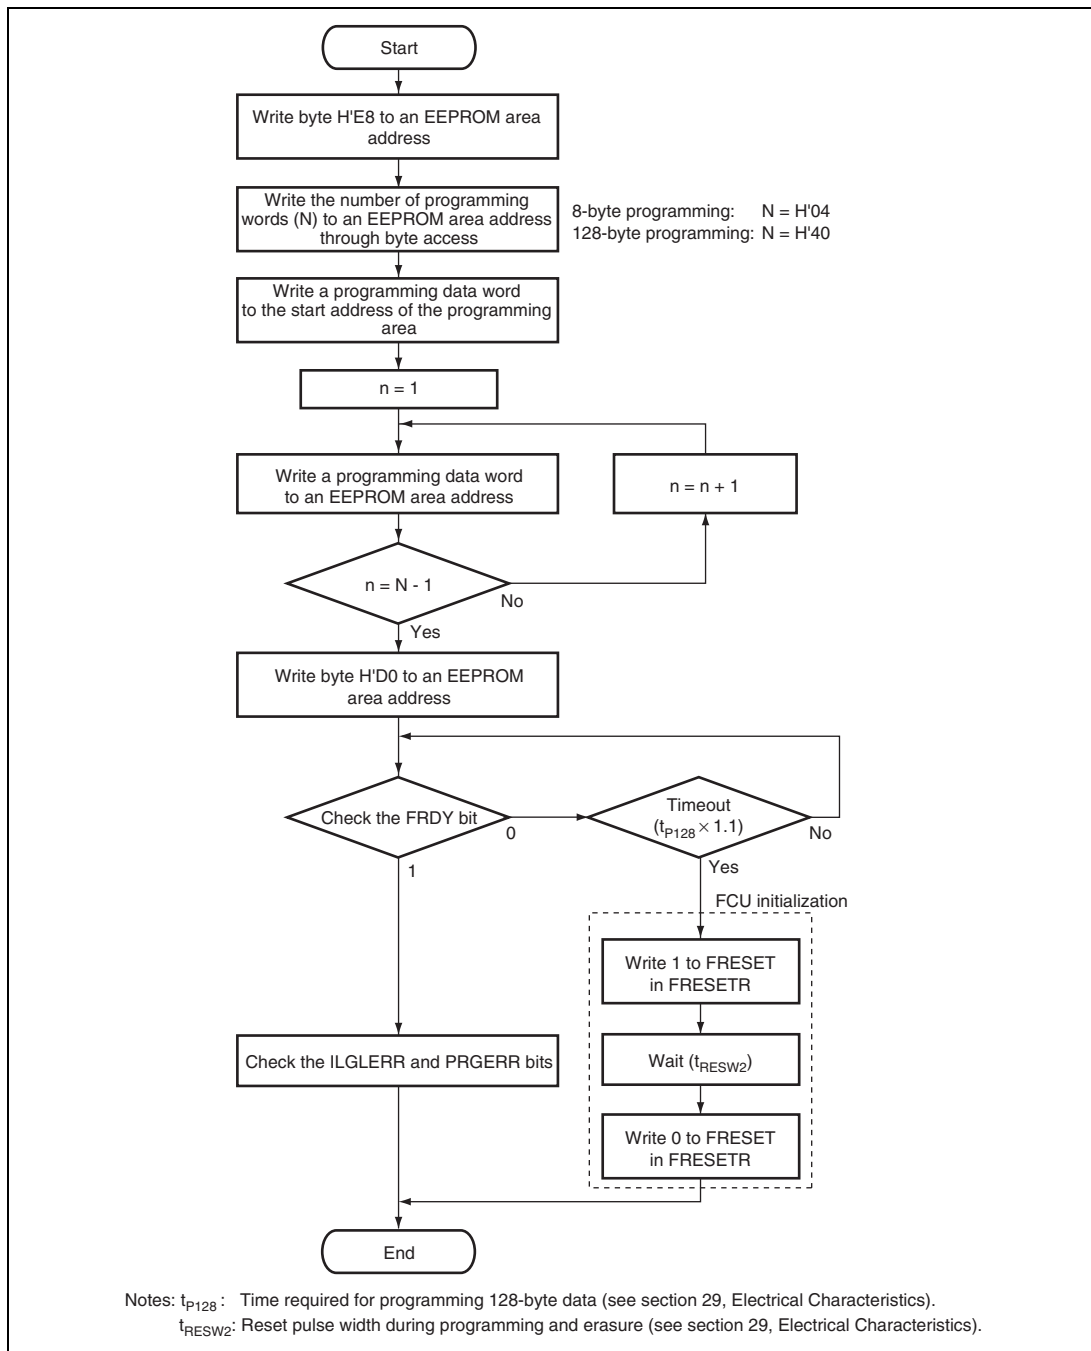 Start
Write byte H'E8 to an EEPROM area
address
Write the number of programming
words (N) to an EEPROM area address
through byte access
8-byte programming: N = H'04
128-byte programming: N = H'40
Write a programming data word
to the start address of the programming
area
n = 1
Write a programming data word
to an EEPROM area address
n = n + 1
n = N - 1
No
Yes
Write byte H'D0 to an EEPROM
area address
Check the FRDY bit
0
1
Timeout
(tP128 × 1.1)
No
Yes
FCU initialization
Write 1 to FRESET
in FRESETR
Wait (tRESW2)
Write 0 to FRESET
in FRESETR
Check the ILGLERR and PRGERR bits
End
Notes: tP128 : Time required for programming 128-byte data (see section 29, Electrical Characteristics).
tRESW2: Reset pulse width during programming and erasure (see section 29, Electrical Characteristics).